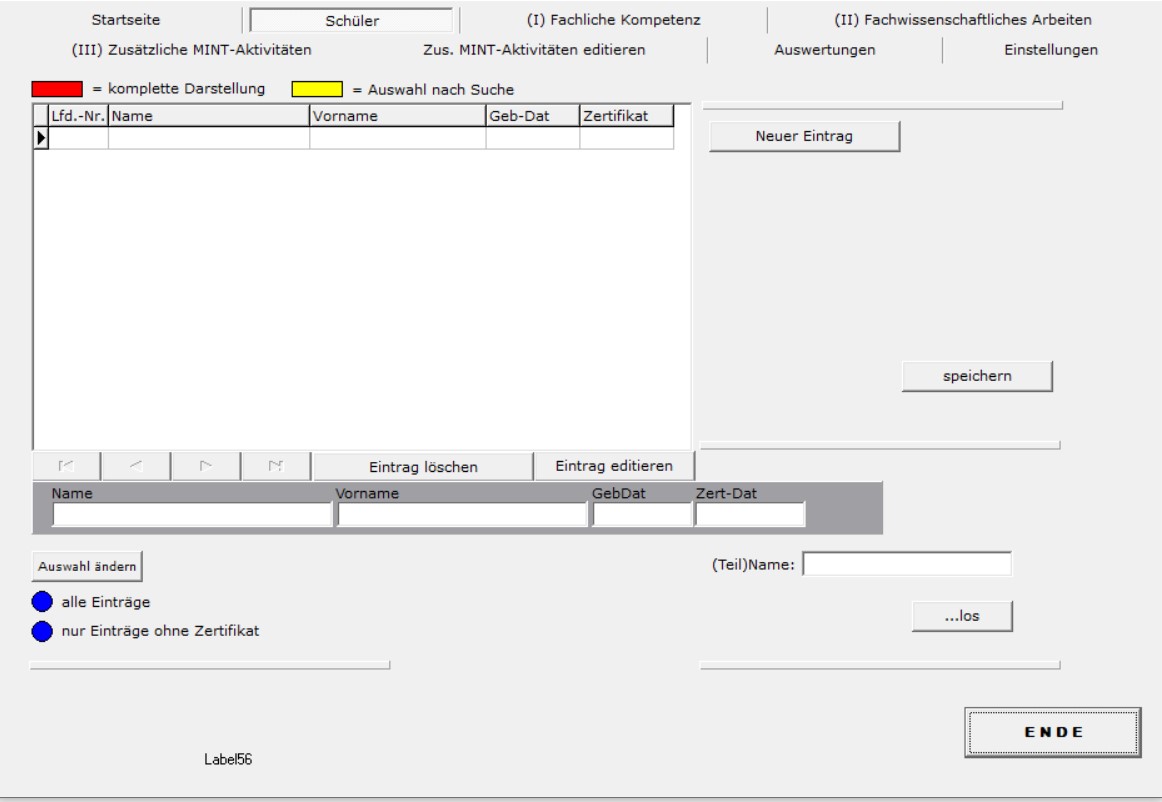 Startseite Schüler (I) Fachliche Kompetenz (II) Fachwissenschaftliches Arbeiten
(III) Zusätzliche MINT-Aktivitäten Zus. MINT-Aktivitäten editieren Auswertungen Einstellungen
= komplette Darstellung = Auswahl nach Suche
Lfd.-Nr. Name Vorname Geb-Dat Zertifikat
Neuer Eintrag
speichern
Eintrag löschen Eintrag editieren
Name Vorname GebDat Zert-Dat
Auswahl ändern (Teil)Name:
alle Einträge
...los
nur Einträge ohne Zertifikat
E N D E
Label56